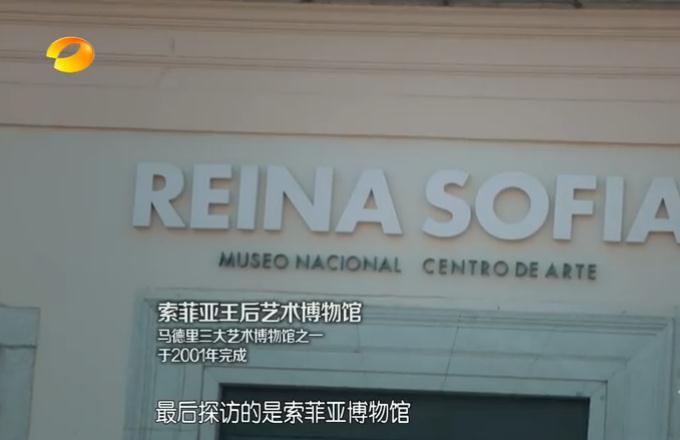 REINA SOFIA
MUSEO NACIONAL CENTRO DE ARTE
索菲亚王后艺术博物馆
马德里三大艺术博物馆之一
于2001年完成
最后探访的是索菲亚博物馆